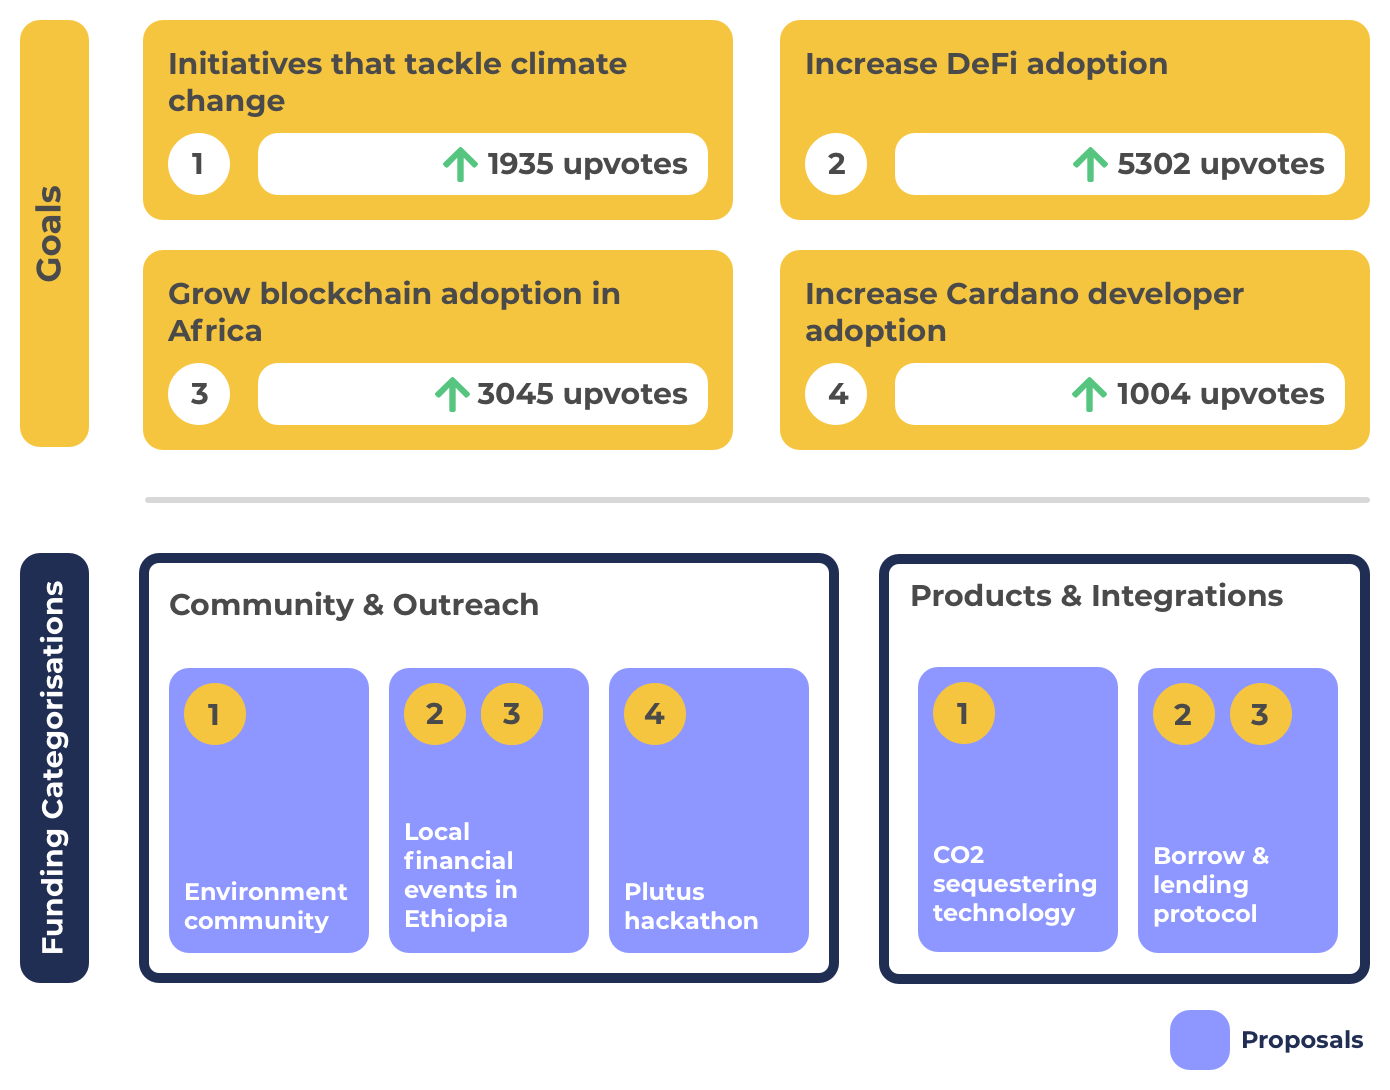 Goals
Initiatives that tackle climate
change
1
1935 upvotes
Increase DeFi adoption
2
5302 upvotes
Grow blockchain adoption in
Africa
3
3045 upvotes
Increase Cardano developer
adoption
4
1004 upvotes
Funding Categorisations
Community & Outreach
1
Environment
community
2 3
Local
financial
events in
Ethiopia
4
Plutus
hackathon
Products & Integrations
1
CO2
sequestering
technology
2 3
Borrow &
lending
protocol
Proposals